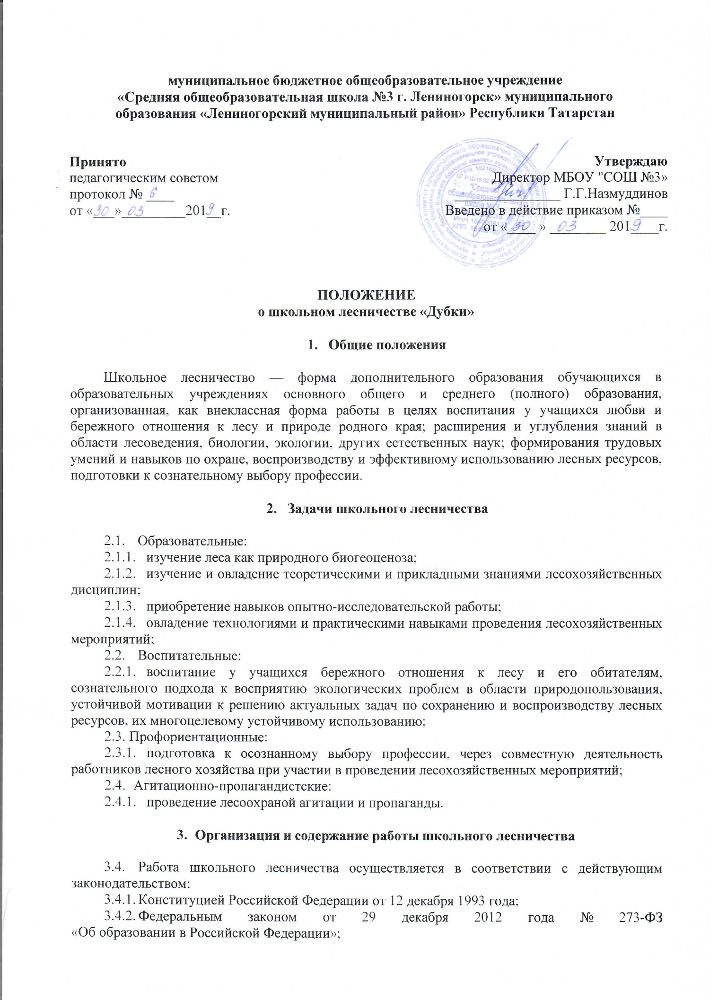 муниципальное бюджетное общеобразовательное учреждение
«Средняя общеобразовательная школа №3 г. Лениногорск» муниципального
образования «Лениногорский муниципальный район» Республики Татарстан
Принято
педагогическим советом
протокол № 6
от «30» 03 2019 г.
Утверждаю
Директор МБОУ "СОШ №3»
Г.Г.Назмуддинов
Введено в действие приказом №____
от «30» 03 2019 г.
ПОЛОЖЕНИЕ
о школьном лесничестве «Дубки»
1. Общие положения
Школьное лесничество — форма дополнительного образования обучающихся в
образовательных учреждениях основного общего и среднего (полного) образования,
организованная, как внеклассная форма работы в целях воспитания у учащихся любви и
бережного отношения к лесу и природе родного края; расширения и углубления знаний в
области лесоведения, биологии, экологии, других естественных наук; формирования трудовых
умений и навыков по охране, воспроизводству и эффективному использованию лесных ресурсов,
подготовки к сознательному выбору профессии.
2. Задачи школьного лесничества
2.1. Образовательные:
2.1.1. изучение леса как природного биогеоценоза;
2.1.2. изучение и овладение теоретическими и прикладными знаниями лесохозяйственных
дисциплин;
2.1.3. приобретение навыков опытно-исследовательской работы;
2.1.4. овладение технологиями и практическими навыками проведения лесохозяйственных
мероприятий;
2.2. Воспитательные:
2.2.1. воспитание у учащихся бережного отношения к лесу и его обитателям,
сознательного подхода к восприятию экологических проблем в области природопользования,
устойчивой мотивации к решению актуальных задач по сохранению и воспроизводству лесных
ресурсов, их многоцелевому устойчивому использованию;
2.3. Профориентационные:
2.3.1. подготовка к осознанному выбору профессии, через совместную деятельность
работников лесного хозяйства при участии в проведении лесохозяйственных мероприятий;
2.4. Агитационно-пропагандистские:
2.4.1. проведение лесоохраной агитации и пропаганды.
3. Организация и содержание работы школьного лесничества
3.4. Работа школьного лесничества осуществляется в соответствии с действующим
законодательством:
3.4.1. Конституцией Российской Федерации от 12 декабря 1993 года;
3.4.2. Федеральным законом от 29 декабря 2012 года № 273-ФЗ
«Об образовании в Российской Федерации»;